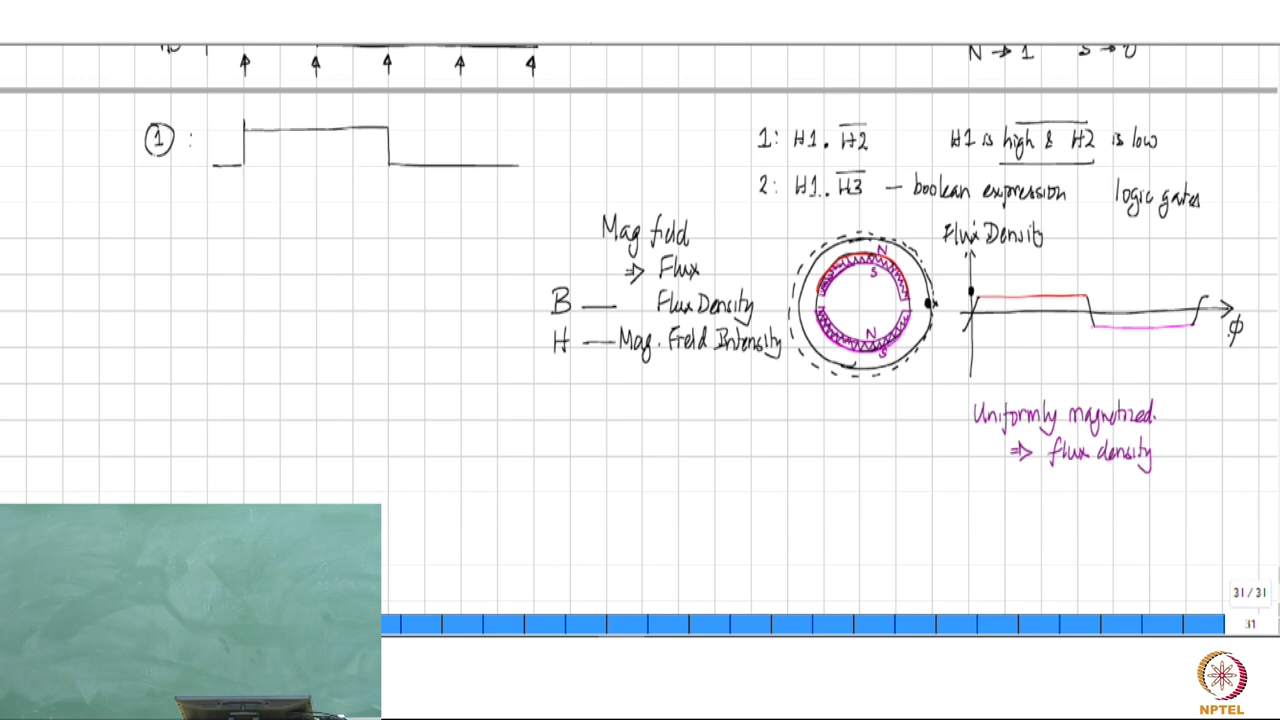 N → 1 S → 0
① :
1: H1 . H2̅ H1 is high & H2̅ is low
2: H1 . H3̅ — boolean expression logic gates
Mag field
⇒ Flux
B — Flux Density
H — Mag. Field Intensity
N
S
N
S
Flux Density
ϕ
Uniformly magnetized.
⇒ flux density
31 / 31
31
NPTEL